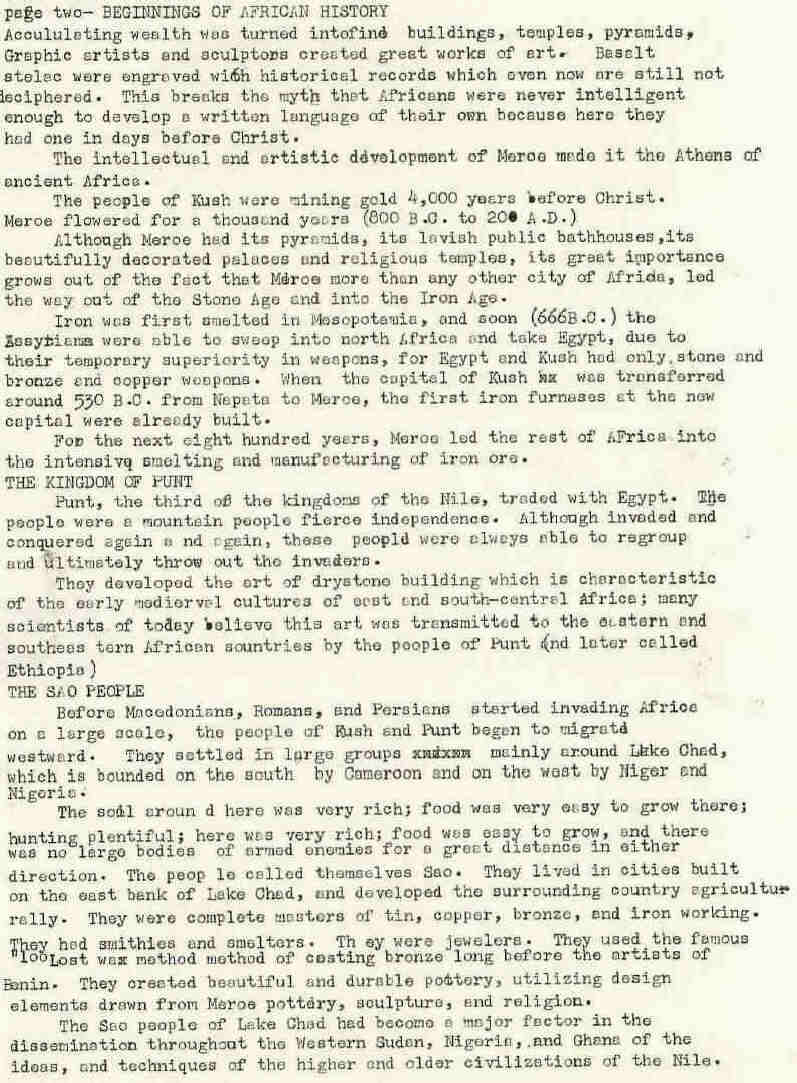 page two- BEGINNINGS OF AFRICAN HISTORY
Accululating wealth was turned intofind buildings, temples, pyramids,
Graphic artists and sculptors created great works of art. Basalt
stelae were engraved wi6h historical records which even now are still not
deciphered. This breaks the myth that Africans were never intelligent
enough to develop a written language of their own because here they
had one in days before Christ.
The intellectual and artistic development of Meroe made it the Athens of
ancient Africa.
The people of Kush were mining gold 4,000 years before Christ.
Meroe flowered for a thousand years (800 B.C. to 200 A.D.)
Although Meroe had its pyramids, its lavish public bathhouses,its
beautifully decorated palaces and religious temples, its great importance
grows out of the fact that Meroe more than any other city of Africa, led
the way out of the Stone Age and into the Iron Age.
Iron was first smelted in Mesopotamia, and soon (666B.C.) the
Assytians were able to sweep into north Africa and take Egypt, due to
their temporary superiority in weapons, for Egypt and Kush had only stone and
bronze and copper weapons. When the capital of Kush xx was transferred
around 530 B.C. from Napata to Meroe, the first iron furnases at the new
capital were already built.
For the next eight hundred years, Meroe led the rest of AFrica into
the intensive smelting and manufacturing of iron ore.
THE KINGDOM OF PUNT
Punt, the third of the kingdoms of the Nile, traded with Egypt. The
people were a mountain people fierce independence. Although invaded and
conquered again a nd again, these peopld were always able to regroup
and ultimately throw out the invaders.
They developed the art of drystone building which is characteristic
of the early medierval cultures of east and south-central Africa; many
scientists of today believe this art was transmitted to the eastern and
southeas tern African sountries by the people of Punt (nd later called
Ethiopia)
THE SAO PEOPLE
Before Macedonians, Romans, and Persians started invading Africa
on a large scale, the people of Kush and Punt began to migratd
westward. They settled in large groups mainly around Lake Chad,
which is bounded on the south by Cameroon and on the west by Niger and
Nigeria.
The soil aroun d here was very rich; food was very easy to grow there;
hunting plentiful; here was very rich; food was easy to grow, and there
was no large bodies of armed enemies for a great distance in either
direction. The peop le called themselves Sao. They lived in cities built
on the east bank of Lake Chad, and developed the surrounding country agricultur
rally. They were complete masters of tin, copper, bronze, and iron working.
They had smithies and smelters. Th ey were jewelers. They used the famous
"looLost wax method method of casting bronze long before the artists of
Benin. They created beautiful and durable pottery, utilizing design
elements drawn from Meroe pottery, sculpture, and religion.
The Sao people of Lake Chad had become a major factor in the
dissemination throughout the Western Sudan, Nigeria, and Ghana of the
ideas, and techniques of the higher and older civilizations of the Nile.